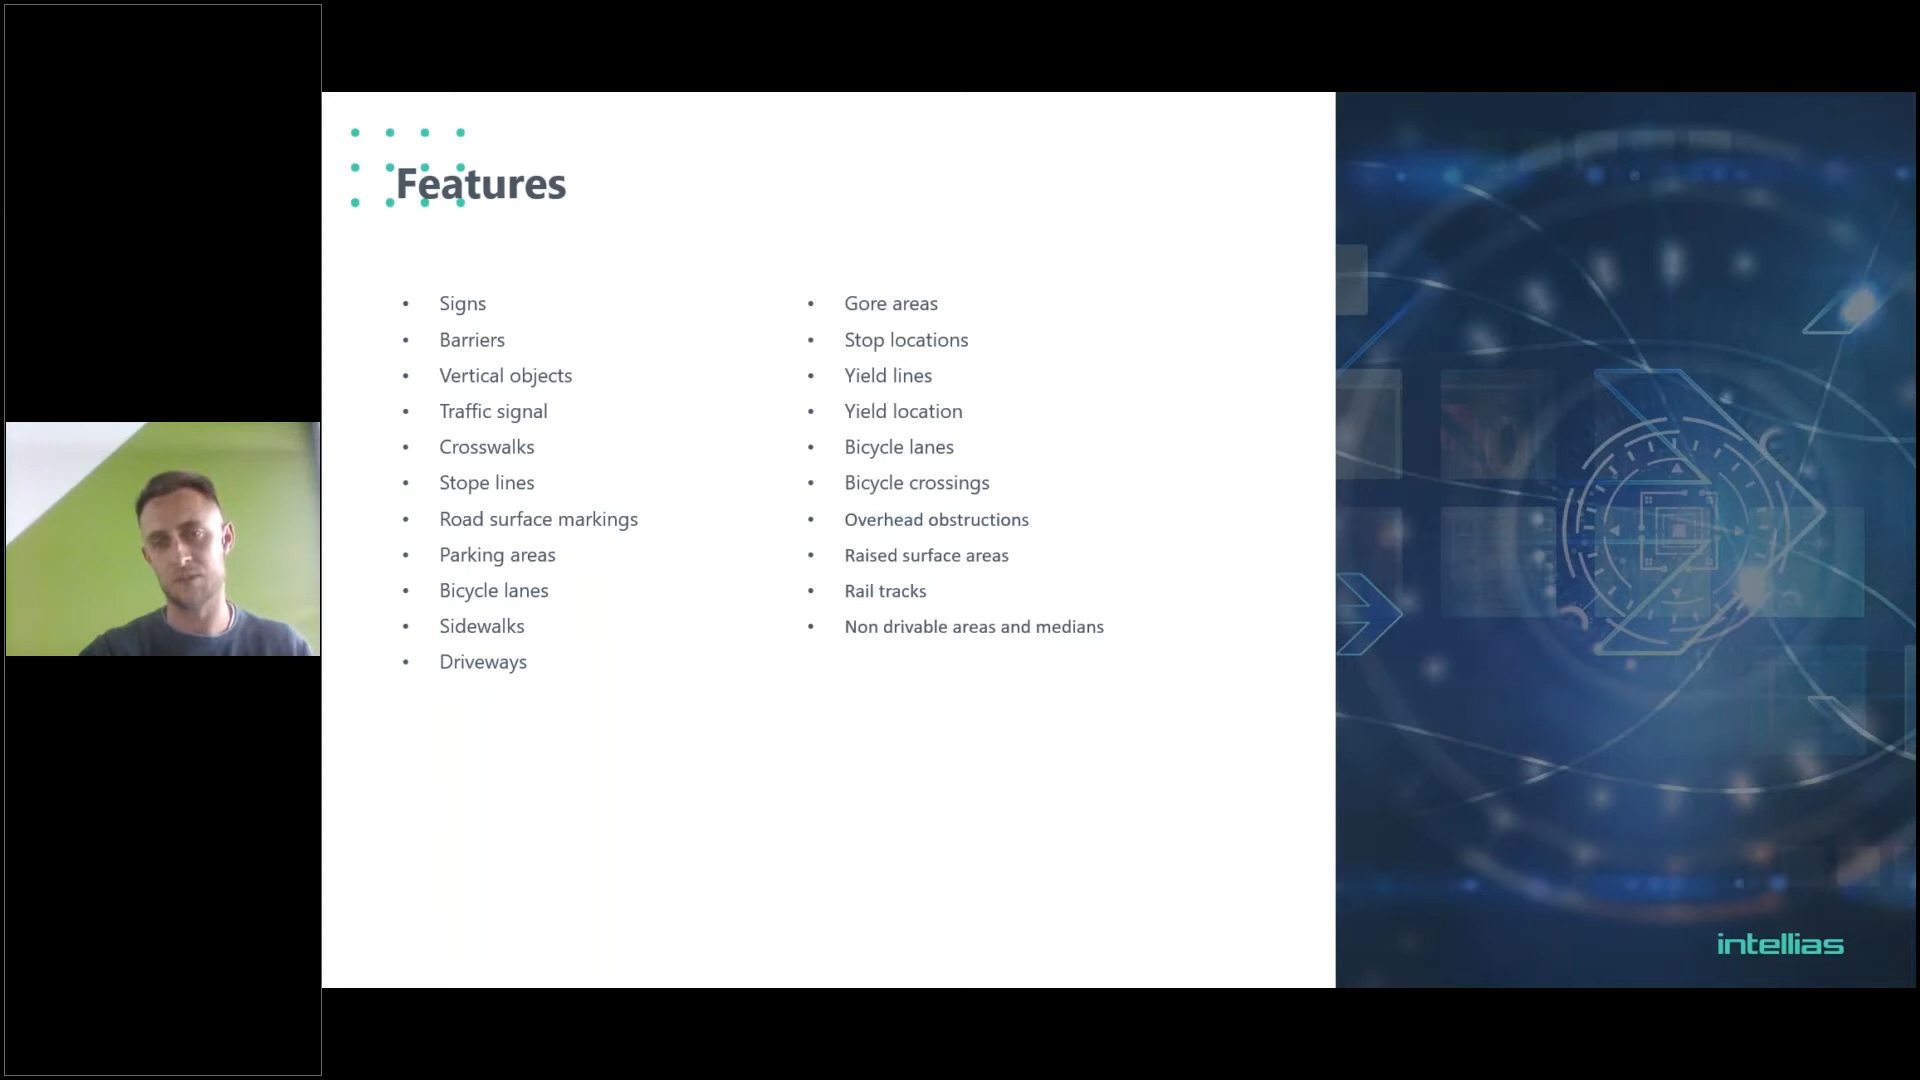 Features
• Signs
• Barriers
• Vertical objects
• Traffic signal
• Crosswalks
• Stope lines
• Road surface markings
• Parking areas
• Bicycle lanes
• Sidewalks
• Driveways
• Gore areas
• Stop locations
• Yield lines
• Yield location
• Bicycle lanes
• Bicycle crossings
• Overhead obstructions
• Raised surface areas
• Rail tracks
• Non drivable areas and medians
intellias